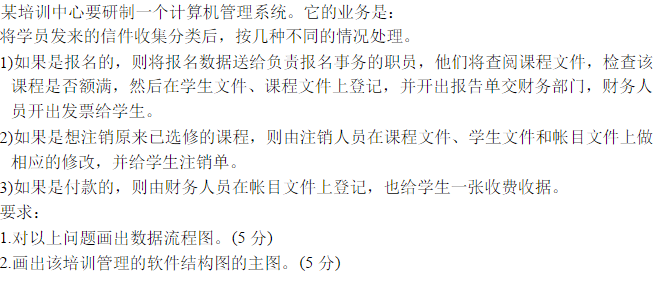 某培训中心要研制一个计算机管理系统。它的业务是：
将学员发来的信件收集分类后，按几种不同的情况处理。
1)如果是报名的，则将报名数据送给负责报名事务的职员，他们将查阅课程文件，检查该
课程是否额满，然后在学生文件、课程文件上登记，并开出报告单交财务部门，财务人
员开出发票给学生。
2)如果是想注销原来已选修的课程，则由注销人员在课程文件、学生文件和帐目文件上做
相应的修改，并给学生注销单。
3)如果是付款的，则由财务人员在帐目文件上登记，也给学生一张收费收据。
要求：
1.对以上问题画出数据流程图。(5 分)
2.画出该培训管理的软件结构图的主图。(5 分)